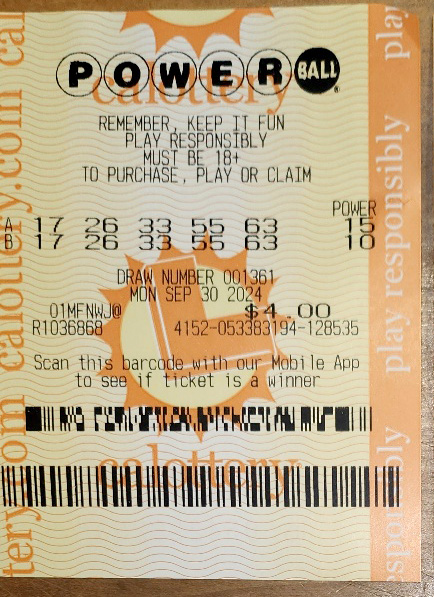 POWER BALL
calottery
REMEMBER, KEEP IT FUN
PLAY RESPONSIBLY
MUST BE 18+
TO PURCHASE, PLAY OR CLAIM
POWER
A 17 26 33 55 63 15
B 17 26 33 55 63 10
DRAW NUMBER 001361
MON SEP 30 2024
01MFNWJ@ $4.00
R1036868 4152-053383194-128535
Scan this barcode with our Mobile App
to see if ticket is a winner
calottery
calottery.com
play responsibly